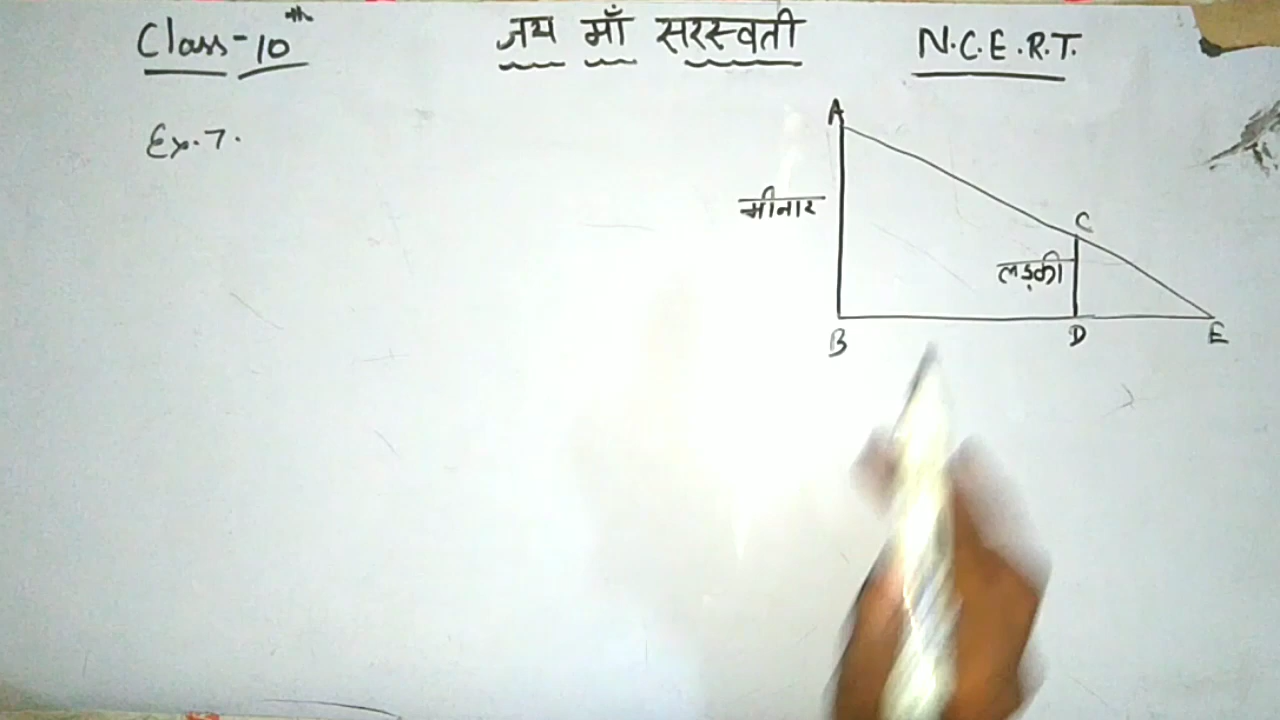 Class-10th
जय माँ सरस्वती
N.C.E.R.T.
Ex.7.
A
मीनार
C
लड़की
B
D
E